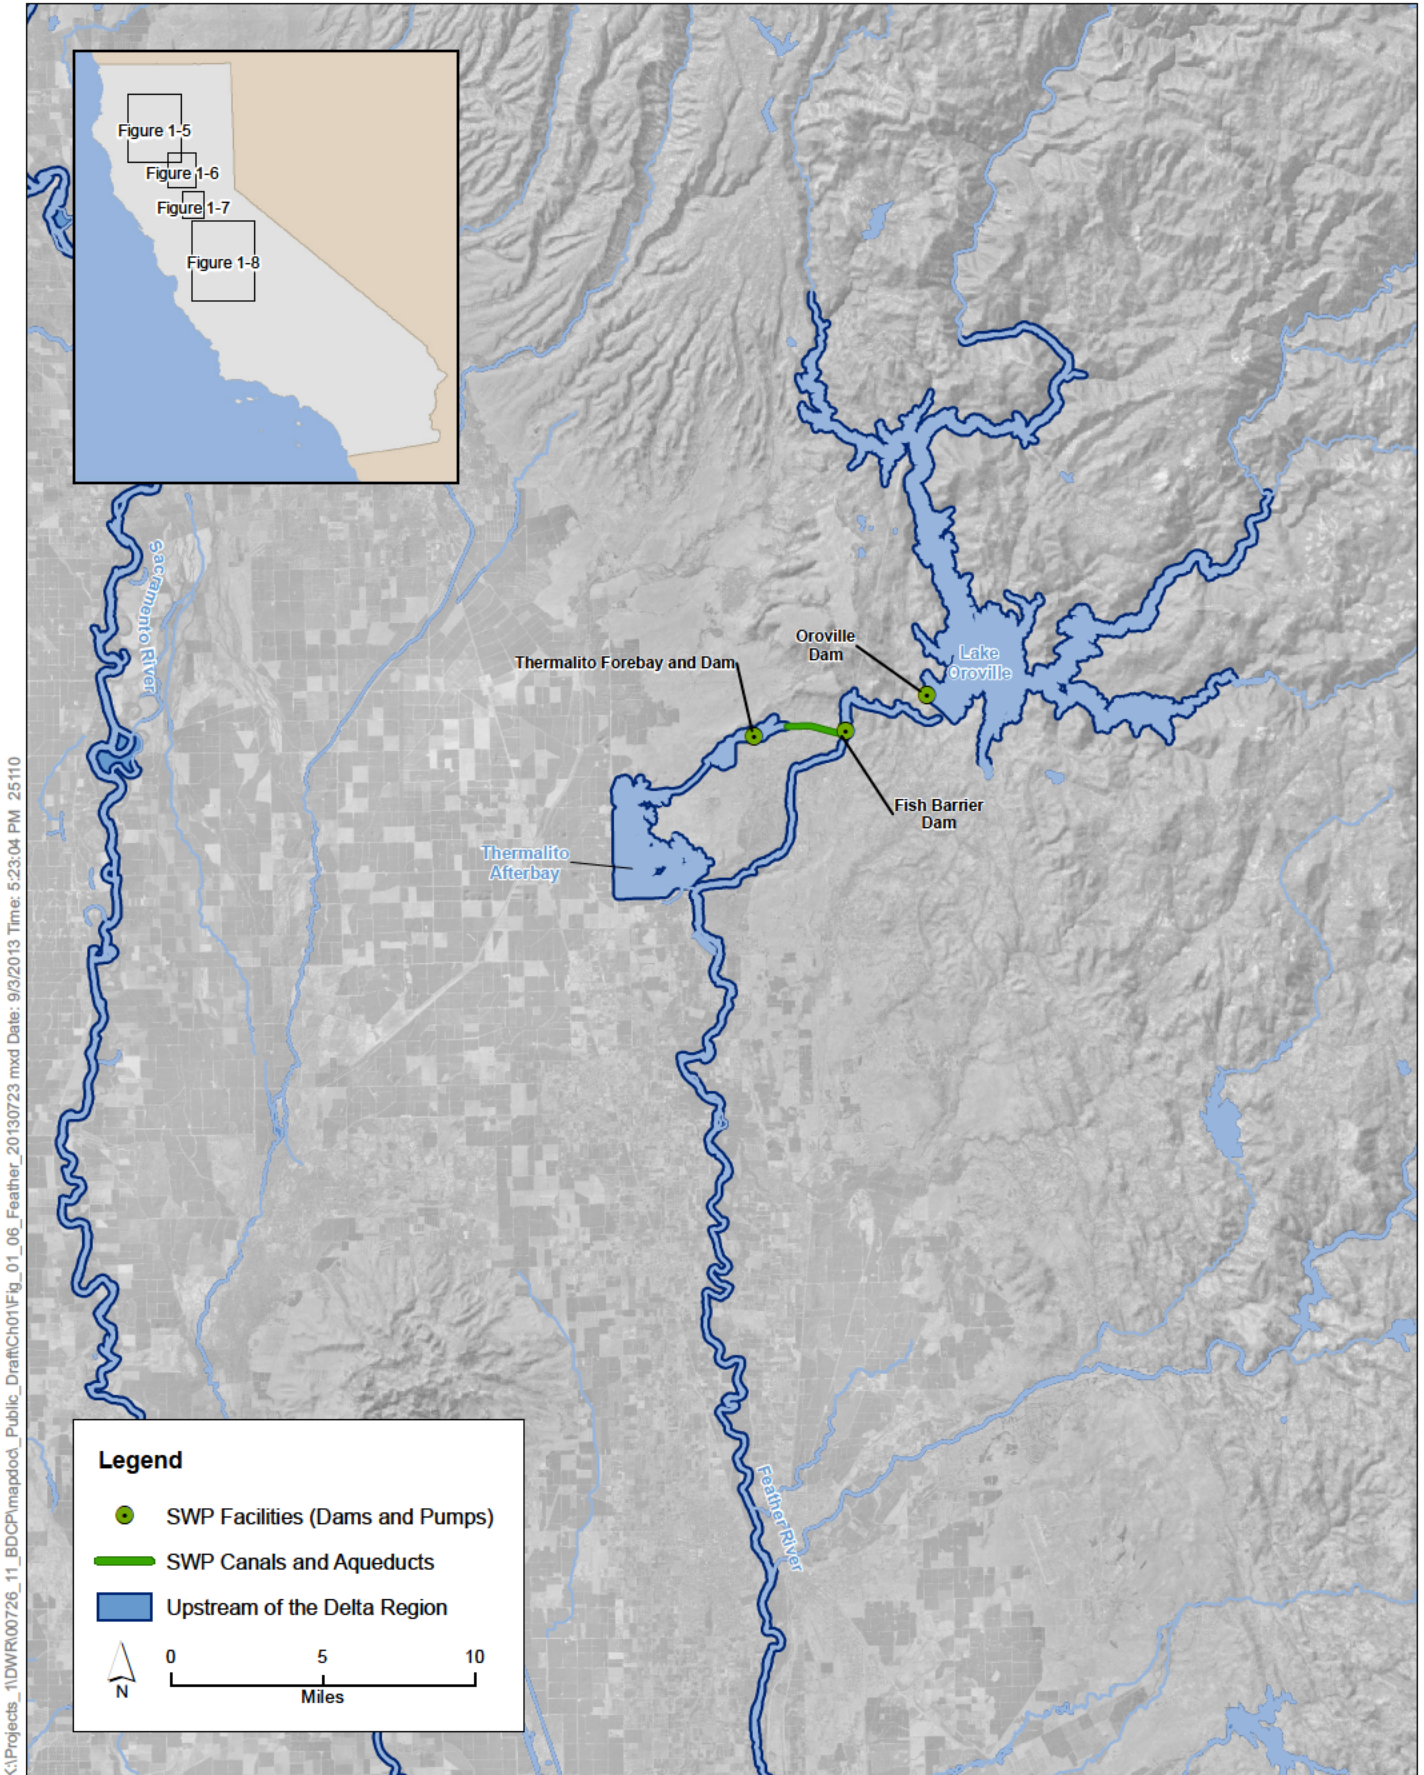 Figure 1-5
Figure 1-6
Figure 1-7
Figure 1-8
Sacramento River
Oroville
Dam
Lake
Oroville
Thermalito Forebay and Dam
Fish Barrier
Dam
Thermalito
Afterbay
Feather River
Legend
SWP Facilities (Dams and Pumps)
SWP Canals and Aqueducts
Upstream of the Delta Region
0 5 10
Miles
N
K:\Projects_1\DWR\00726_11_BDCP\mapdoc\_Public_Draft\Ch01\Fig_01_06_Feather_20130723 mxd Date: 9/3/2013 Time: 5:23:04 PM 25110